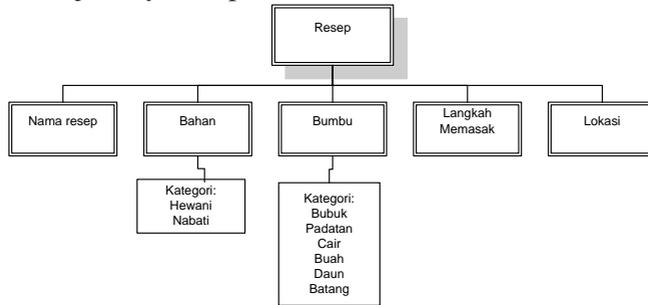 Resep
Nama resep
Bahan
Bumbu
Langkah
Memasak
Lokasi
Kategori:
Hewani
Nabati
Kategori:
Bubuk
Padatan
Cair
Buah
Daun
Batang